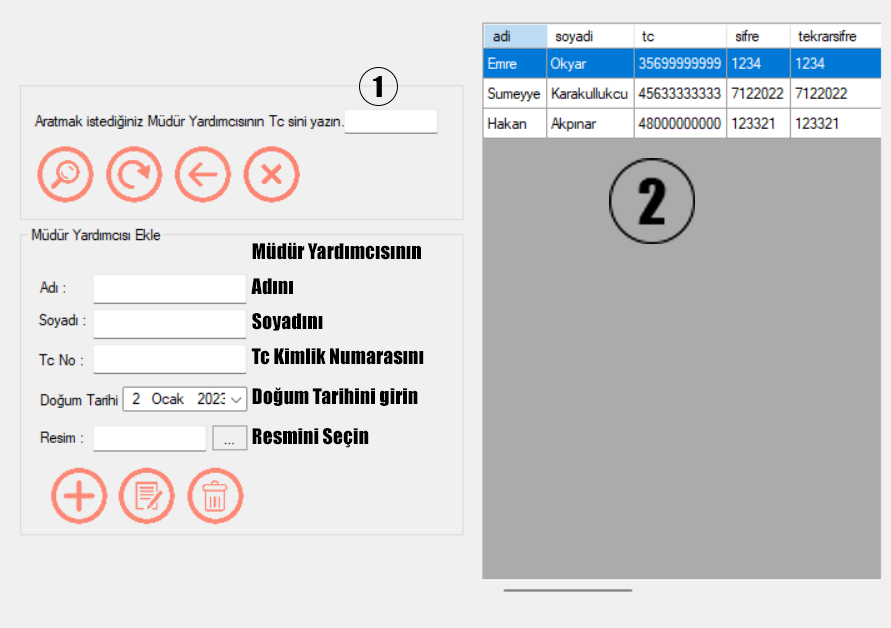 1
Aratmak istediğiniz Müdür Yardımcısının Tc sini yazın.
Müdür Yardımcısı Ekle
Müdür Yardımcısının
Adı : Adını
Soyadı : Soyadını
Tc No : Tc Kimlik Numarasını
Doğum Tarihi 2 Ocak 2023 Doğum Tarihini girin
Resim : ... Resmini Seçin
adi soyadi tc sifre tekrarsifre
Emre Okyar 35699999999 1234 1234
Sumeyye Karakullukcu 45633333333 7122022 7122022
Hakan Akpınar 48000000000 123321 123321
2